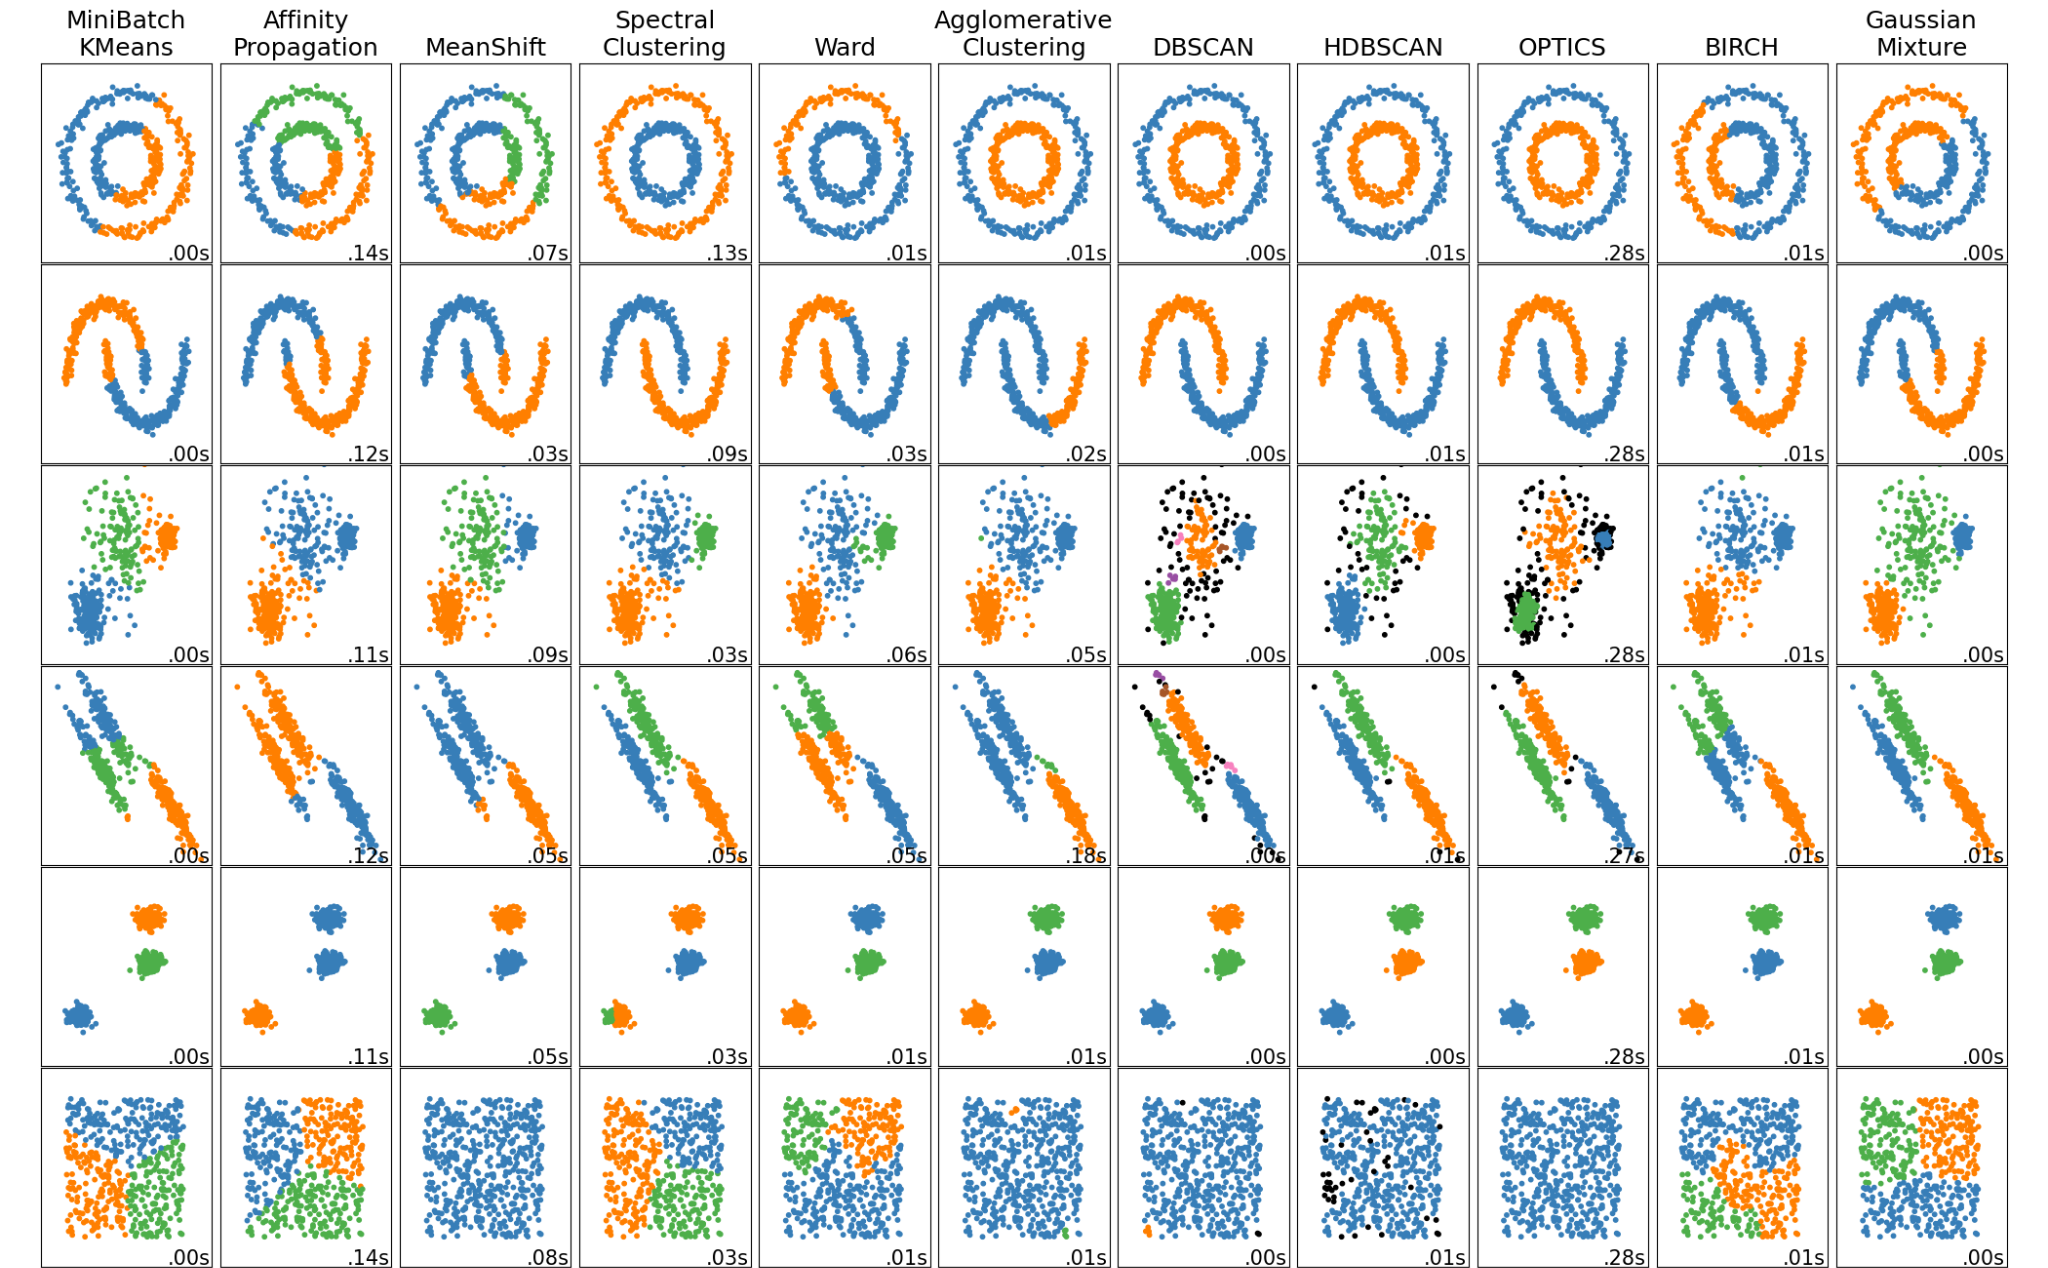 MiniBatch
KMeans
Affinity
Propagation
MeanShift
Spectral
Clustering
Ward
Agglomerative
Clustering
DBSCAN
HDBSCAN
OPTICS
BIRCH
Gaussian
Mixture
.00s .14s .07s .13s .01s .01s .00s .01s .28s .01s .00s
.00s .12s .03s .09s .03s .02s .00s .01s .28s .01s .00s
.00s .11s .09s .03s .06s .05s .00s .00s .28s .01s .00s
.00s .12s .05s .05s .05s .18s .00s .01s .27s .01s .01s
.00s .11s .05s .03s .01s .01s .00s .00s .28s .01s .00s
.00s .14s .08s .03s .01s .01s .00s .01s .28s .01s .00s